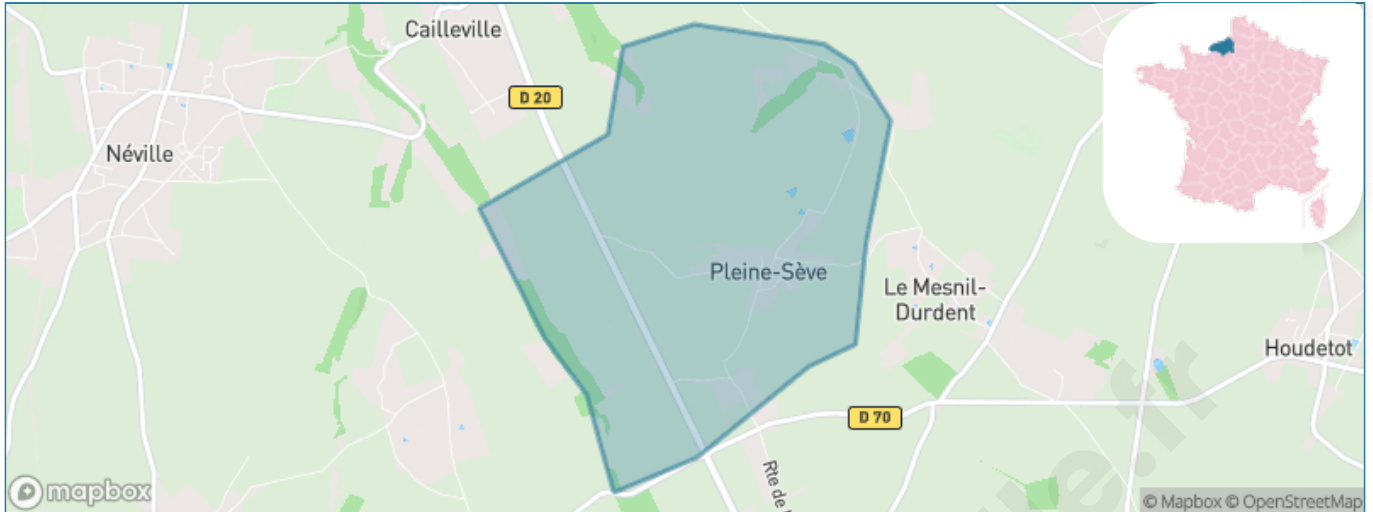 Cailleville
D 20
Néville
Pleine-Sève
Le Mesnil-
Durdent
Houdetot
D 70
Rte de
mapbox
© Mapbox © OpenStreetMap